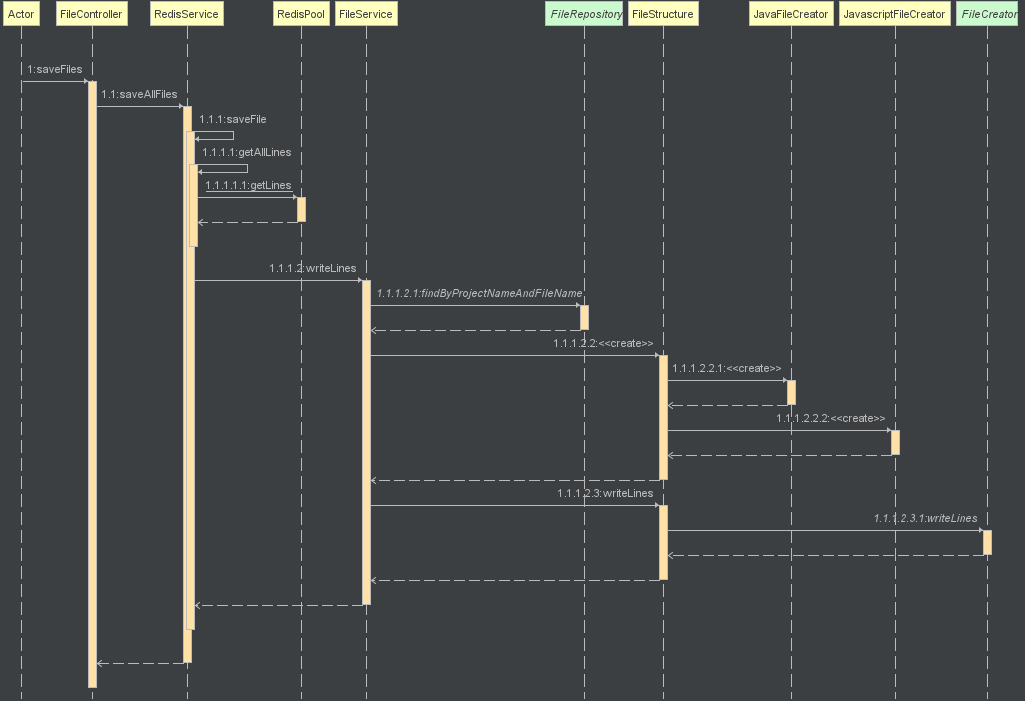 Actor FileController RedisService RedisPool FileService FileRepository FileStructure JavaFileCreator JavascriptFileCreator FileCreator
1:saveFiles
1.1:saveAllFiles
1.1.1:saveFile
1.1.1.1:getAllLines
1.1.1.1.1:getLines
1.1.1.2:writeLines
1.1.1.2.1:findByProjectNameAndFileName
1.1.1.2.2:<<create>>
1.1.1.2.2.1:<<create>>
1.1.1.2.2.2:<<create>>
1.1.1.2.3:writeLines
1.1.1.2.3.1:writeLines